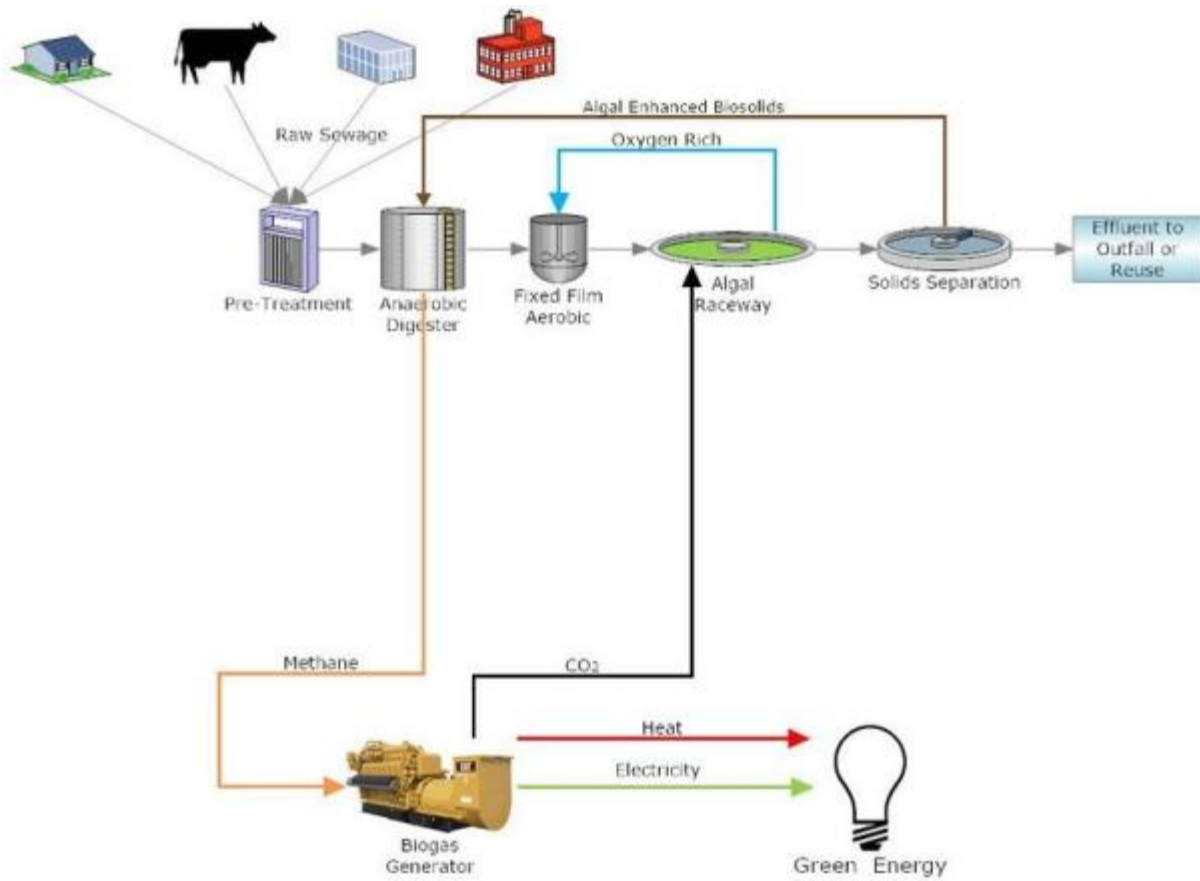 Raw Sewage
Algal Enhanced Biosolids
Oxygen Rich
Effluent to
Outfall or
Reuse
Pre-Treatment
Anaerobic
Digester
Fixed Film
Aerobic
Algal
Raceway
Solids Separation
Methane
CO₂
Heat
Electricity
Biogas
Generator
Green Energy